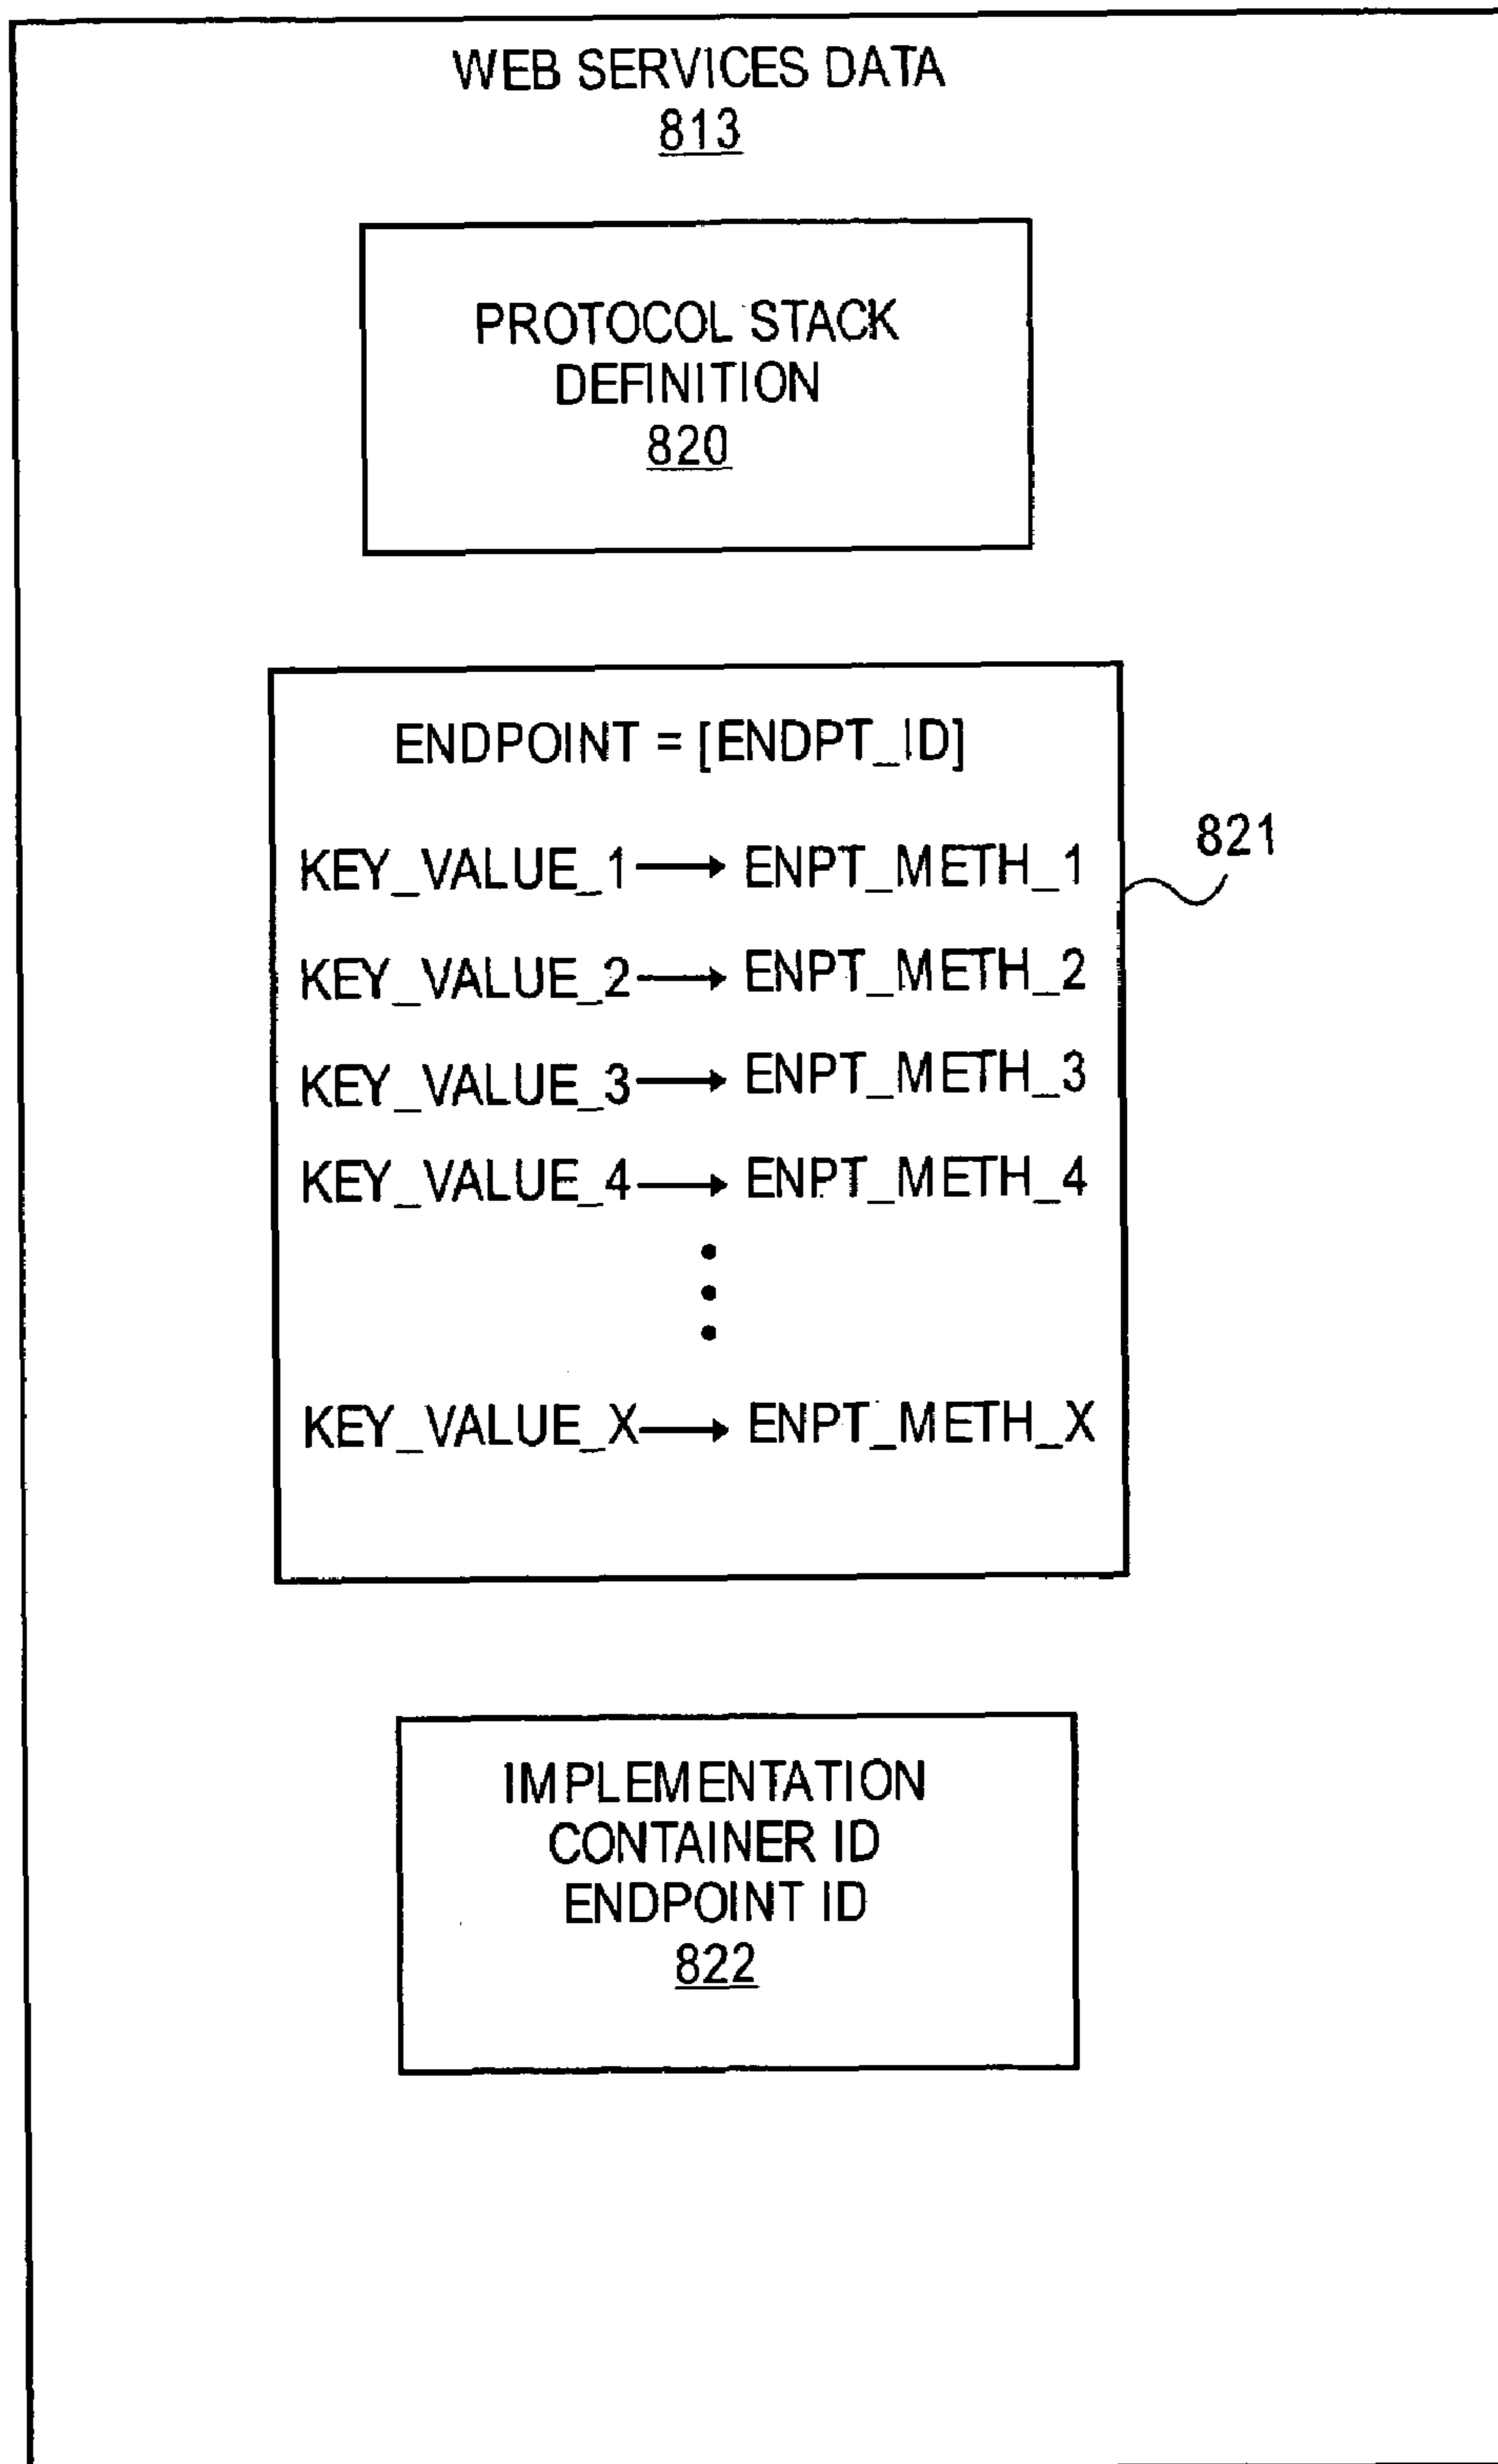 WEB SERVICES DATA
813
PROTOCOL STACK
DEFINITION
820
ENDPOINT = [ENDPT_ID]
KEY_VALUE_1 → ENPT_METH_1
821
KEY_VALUE_2 → ENPT_METH_2
KEY_VALUE_3 → ENPT_METH_3
KEY_VALUE_4 → ENPT_METH_4
KEY_VALUE_X → ENPT_METH_X
IMPLEMENTATION
CONTAINER ID
ENDPOINT ID
822